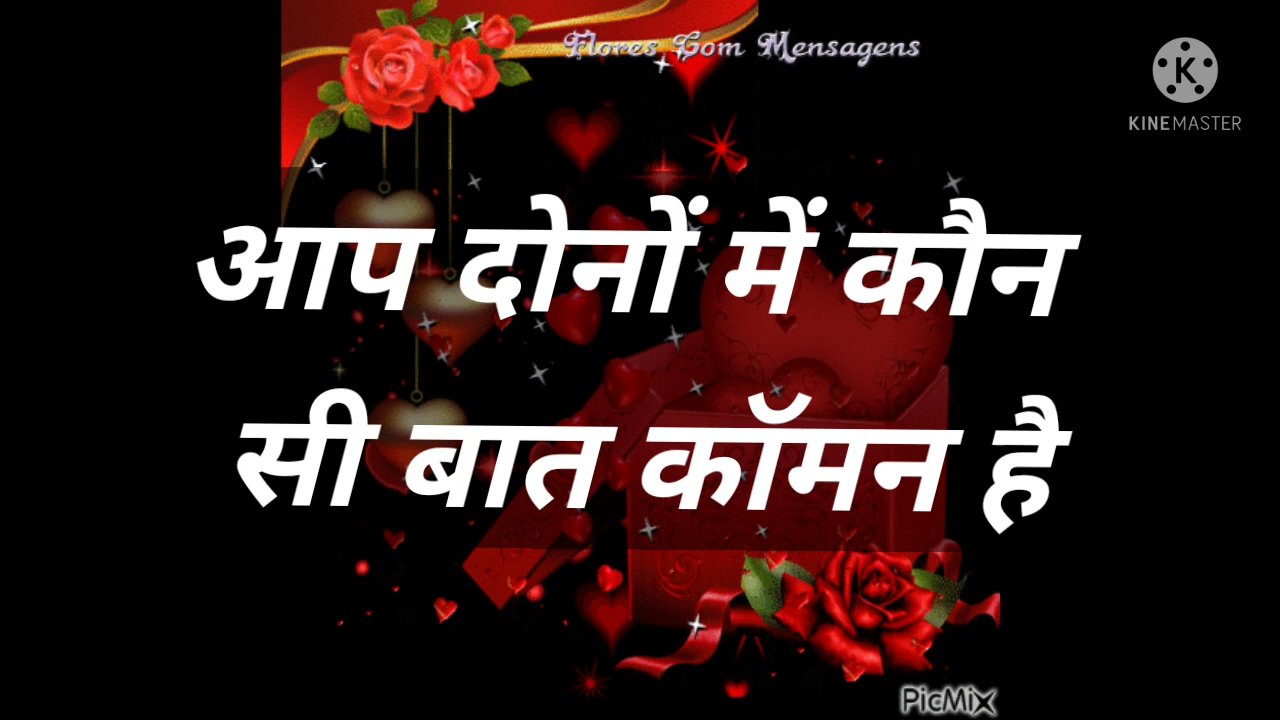 Flores Com Mensagens
K
KINEMASTER
आप दोनों में कौन
सी बात कॉमन है
PicMix